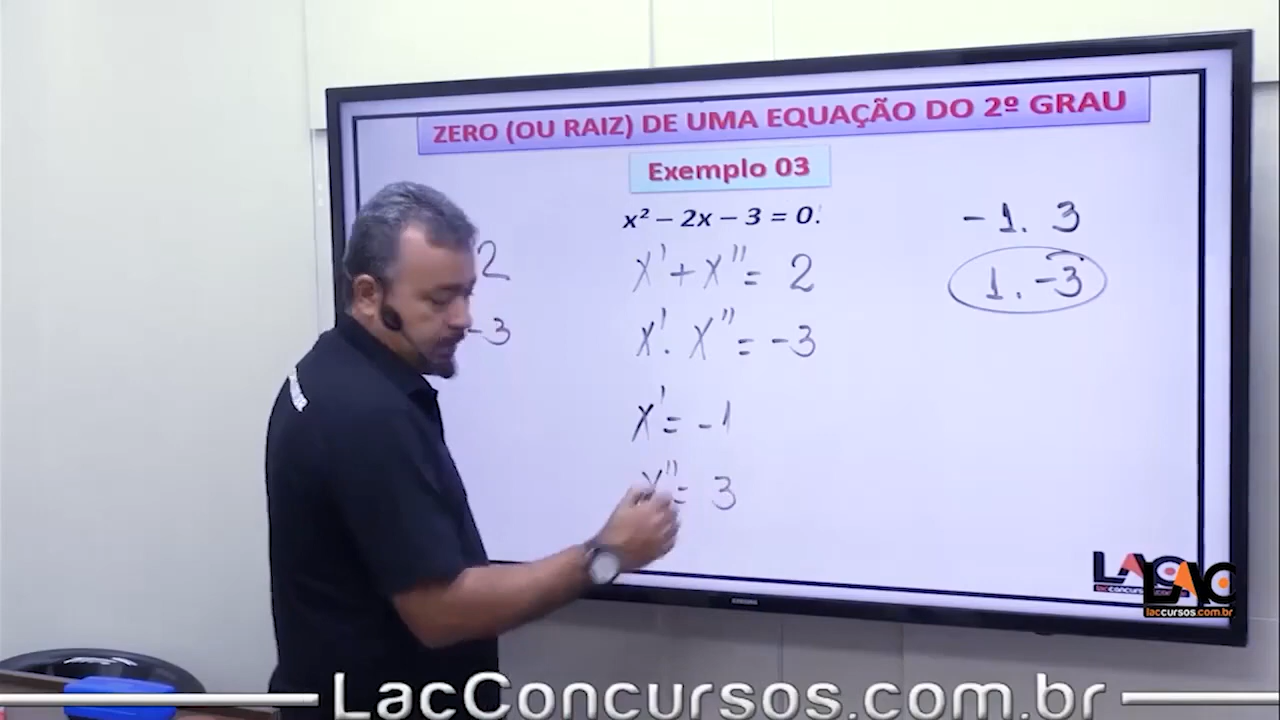 ZERO (OU RAIZ) DE UMA EQUAÇÃO DO 2º GRAU
Exemplo 03
x² – 2x – 3 = 0.
2
-3
x' + x" = 2
x' . x" = -3
x' = -1
x" = 3
-1 . 3
1 . -3
LAC
laccursos.com.br
LacConcursos.com.br